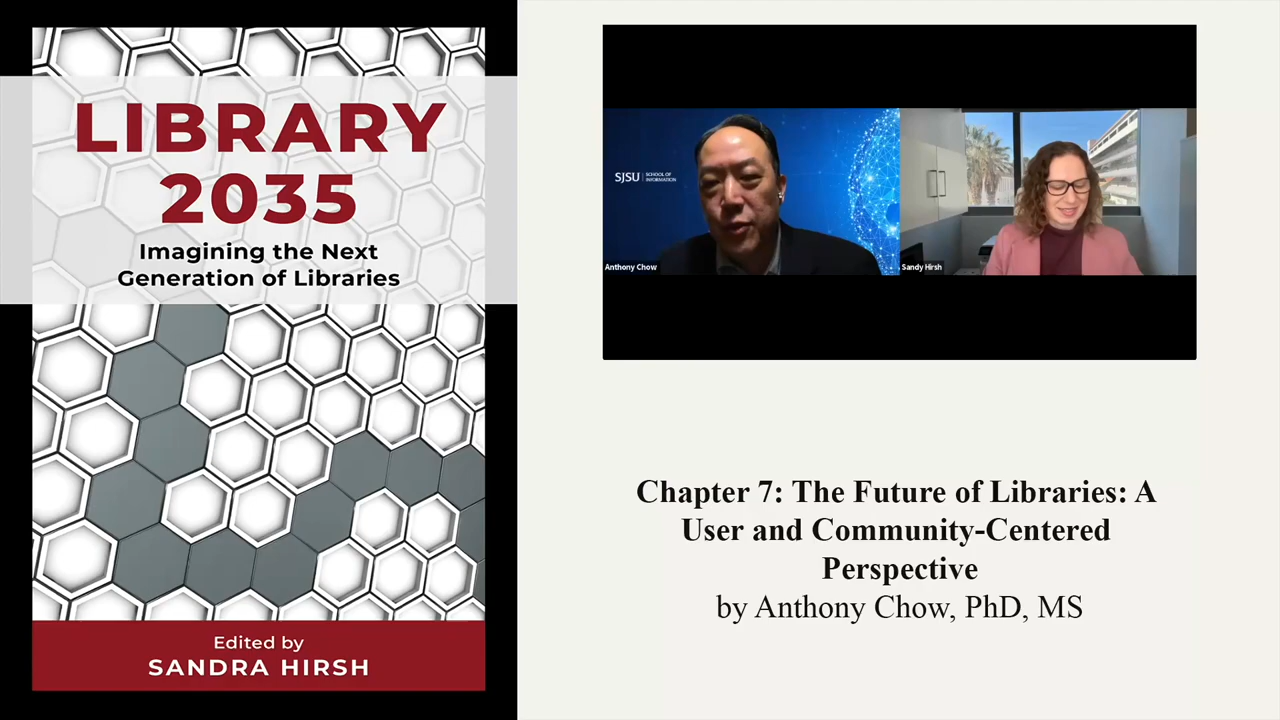 LIBRARY
2035
Imagining the Next
Generation of Libraries
Edited by
SANDRA HIRSH
SJSU | SCHOOL OF
INFORMATION
Anthony Chow
Sandy Hirsh
Chapter 7: The Future of Libraries: A
User and Community-Centered
Perspective
by Anthony Chow, PhD, MS